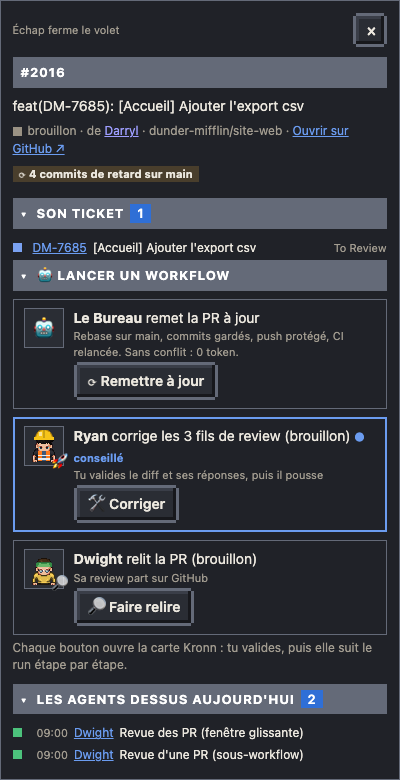 Échap ferme le volet
×
#2016
feat(DM-7685): [Accueil] Ajouter l'export csv
brouillon · de Darryl · dunder-mifflin/site-web · Ouvrir sur
GitHub ↗
⟳ 4 commits de retard sur main
▾ SON TICKET 1
DM-7685 [Accueil] Ajouter l'export csv To Review
▾ 🤖 LANCER UN WORKFLOW
Le Bureau remet la PR à jour
Rebase sur main, commits gardés, push protégé, CI
relancée. Sans conflit : 0 token.
⟳ Remettre à jour
Ryan corrige les 3 fils de review (brouillon) ●
conseillé
Tu valides le diff et ses réponses, puis il pousse
🛠 Corriger
Dwight relit la PR (brouillon)
Sa review part sur GitHub
🔎 Faire relire
Chaque bouton ouvre la carte Kronn : tu valides, puis elle suit le
run étape par étape.
▾ LES AGENTS DESSUS AUJOURD'HUI 2
09:00 Dwight Revue des PR (fenêtre glissante)
09:00 Dwight Revue d'une PR (sous-workflow)